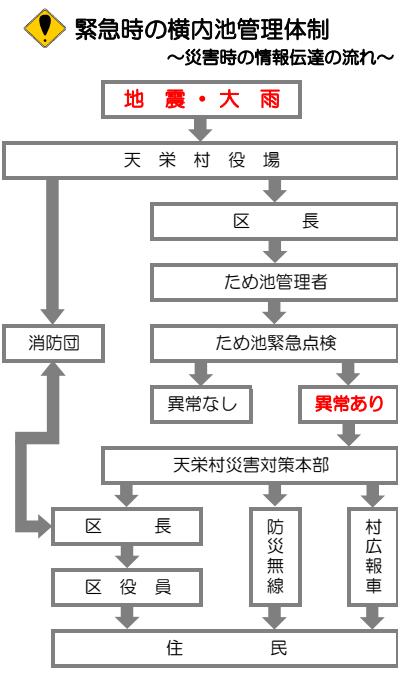 緊急時の横内池管理体制
～災害時の情報伝達の流れ～
地 震・大 雨
天 栄 村 役 場
区 長
ため池管理者
消防団
ため池緊急点検
異常なし
異常あり
天栄村災害対策本部
区 長
防災無線
村広報車
区 役 員
住 民